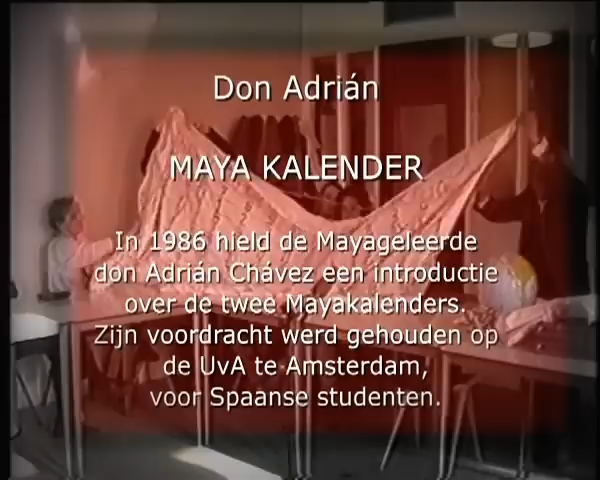 Don Adrián
MAYA KALENDER
In 1986 hield de Mayageleerde
don Adrián Chávez een introductie
over de twee Mayakalenders.
Zijn voordracht werd gehouden op
de UvA te Amsterdam,
voor Spaanse studenten.